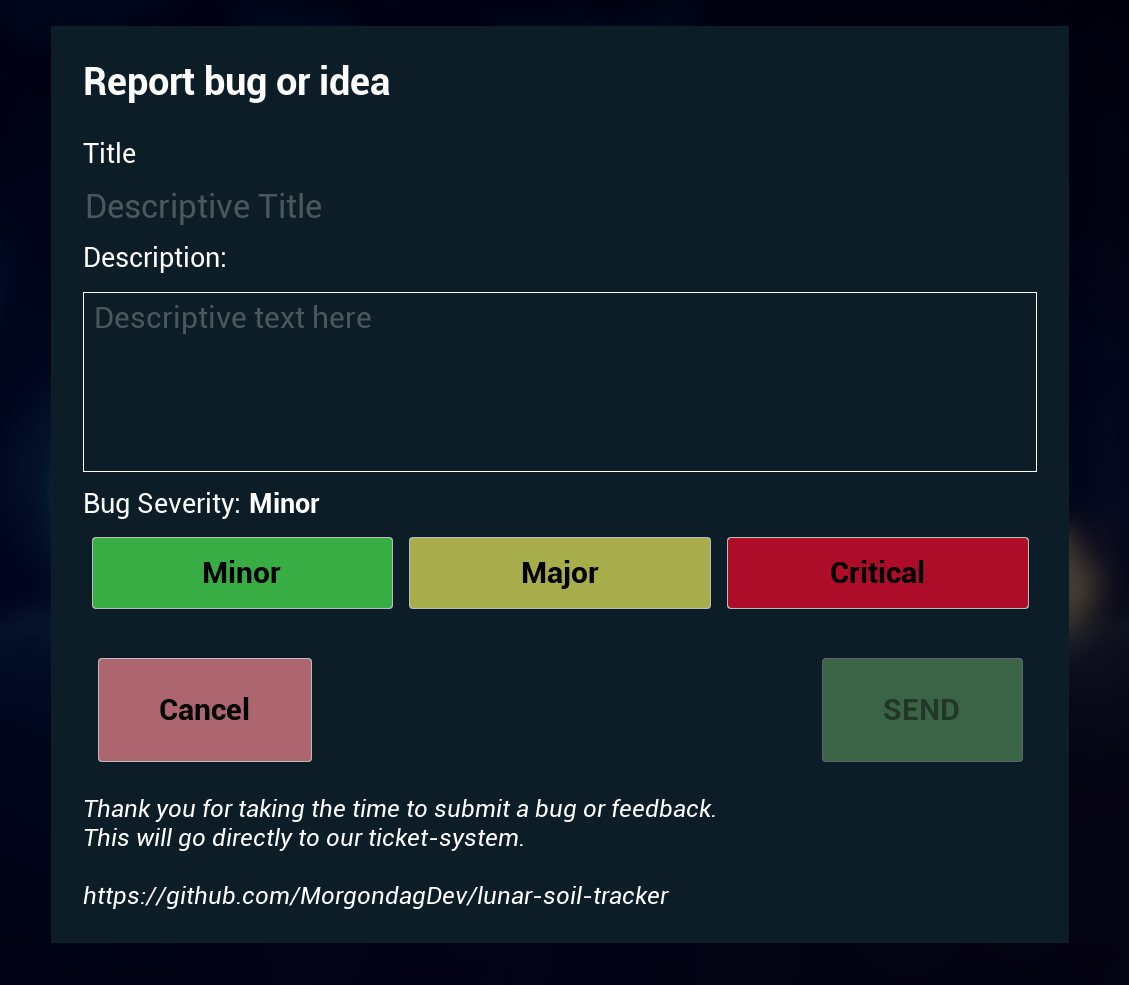 Report bug or idea
Title
Descriptive Title
Description:
Descriptive text here
Bug Severity: Minor
Minor Major Critical
Cancel SEND
Thank you for taking the time to submit a bug or feedback.
This will go directly to our ticket-system.
https://github.com/MorgondagDev/lunar-soil-tracker